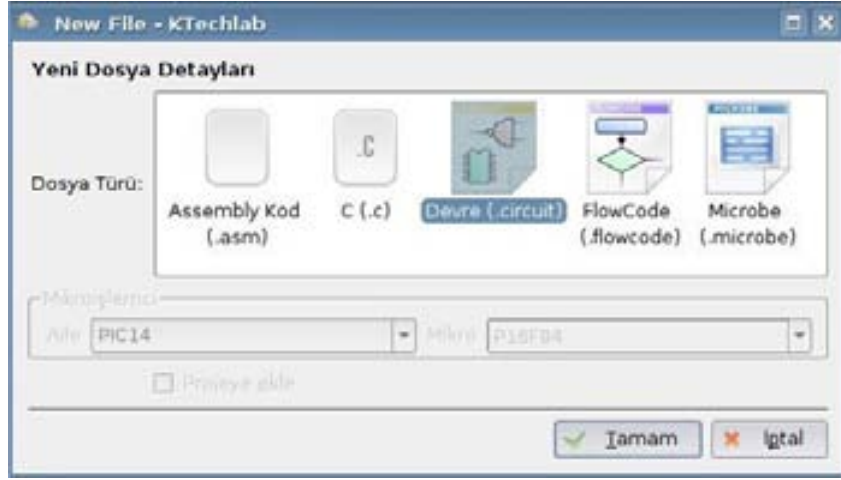 New File - KTechlab
Yeni Dosya Detayları
Dosya Türü:
.C
Assembly Kod (.asm)
C (.c)
Devre (.circuit)
FlowCode (.flowcode)
MICROBE
Microbe (.microbe)
Mikroişlemci
Aile PIC14 Mikro P16F84
Projeye ekle
Tamam İptal